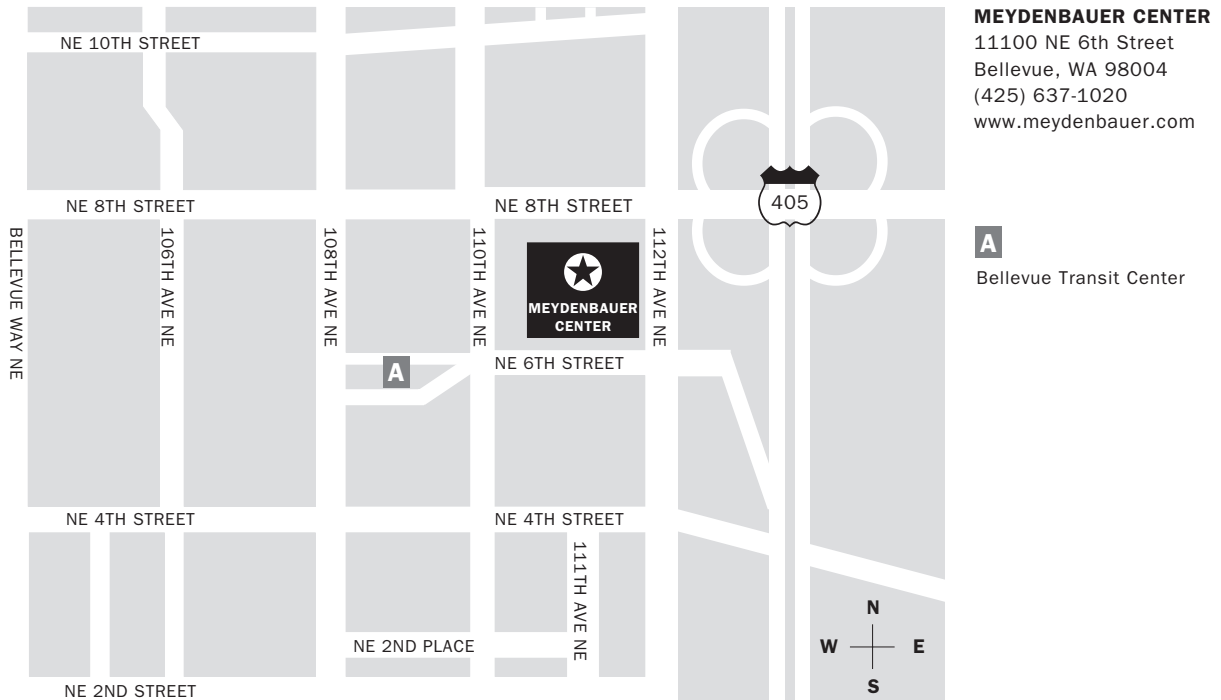 MEYDENBAUER CENTER
11100 NE 6th Street
Bellevue, WA 98004
(425) 637-1020
www.meydenbauer.com
A
Bellevue Transit Center
NE 10TH STREET
NE 8TH STREET
NE 8TH STREET
405
BELLEVUE WAY NE
106TH AVE NE
108TH AVE NE
110TH AVE NE
112TH AVE NE
MEYDENBAUER
CENTER
A
NE 6TH STREET
NE 4TH STREET
NE 4TH STREET
111TH AVE NE
NE 2ND PLACE
NE 2ND STREET
N
W
E
S